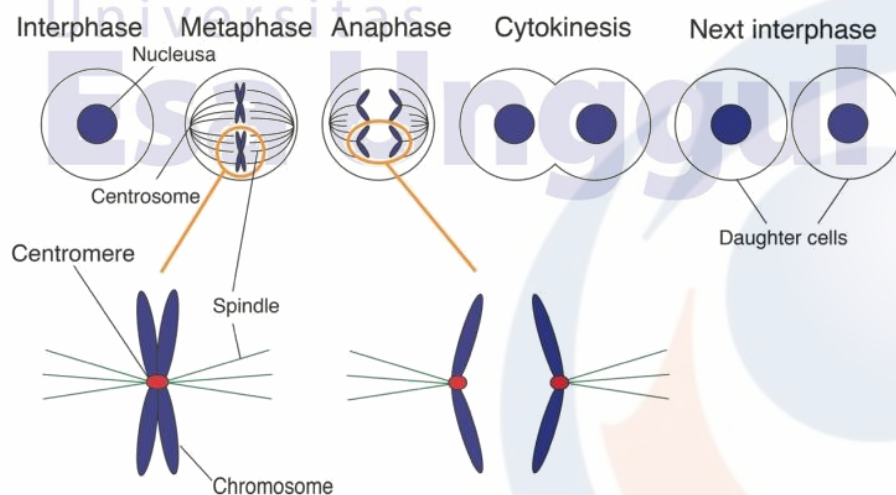 Universitas
Esa Unggul
Interphase Metaphase Anaphase Cytokinesis Next interphase
Nucleusa
Centrosome
Daughter cells
Centromere
Spindle
Chromosome